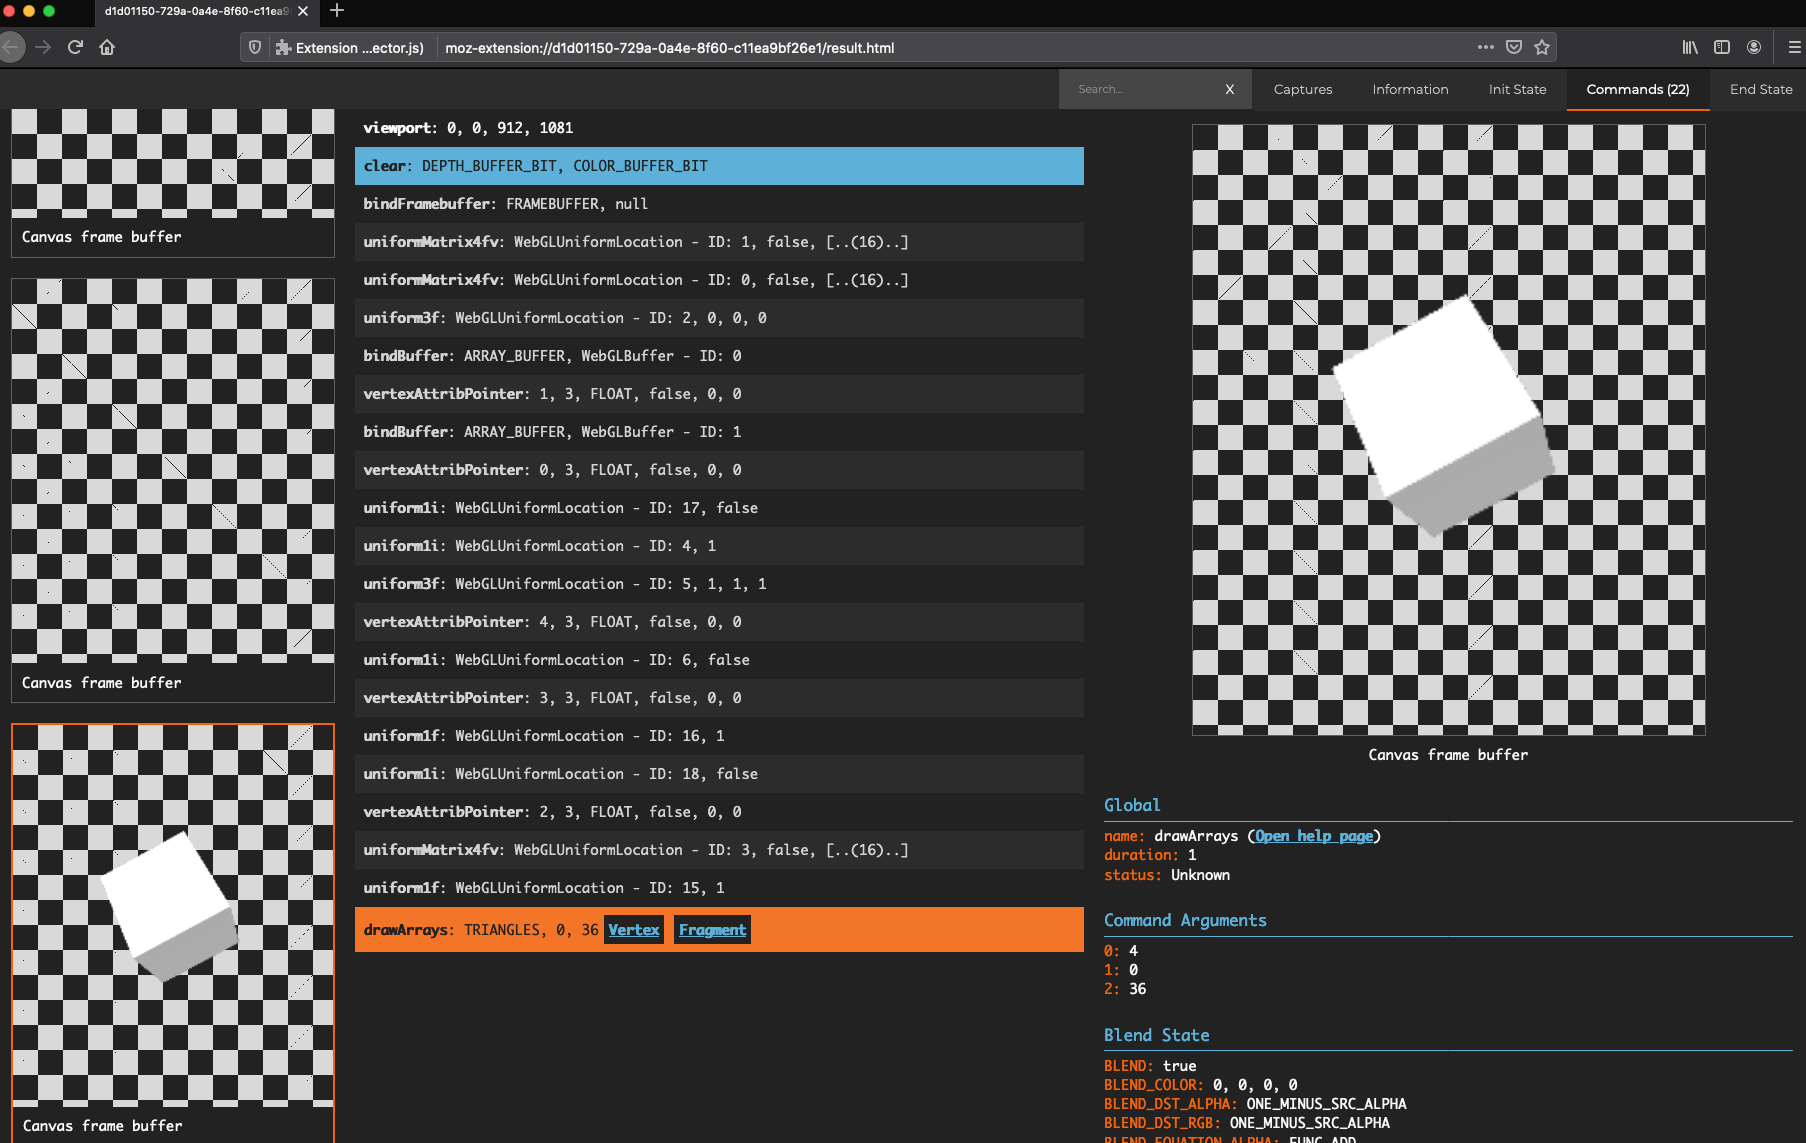 d1d01150-729a-0a4e-8f60-c11ea9
Extension ...ector.js)
moz-extension://d1d01150-729a-0a4e-8f60-c11ea9bf26e1/result.html
Search...
X
Captures
Information
Init State
Commands (22)
End State
Canvas frame buffer
Canvas frame buffer
Canvas frame buffer
viewport: 0, 0, 912, 1081
clear: DEPTH_BUFFER_BIT, COLOR_BUFFER_BIT
bindFramebuffer: FRAMEBUFFER, null
uniformMatrix4fv: WebGLUniformLocation - ID: 1, false, [..(16)..]
uniformMatrix4fv: WebGLUniformLocation - ID: 0, false, [..(16)..]
uniform3f: WebGLUniformLocation - ID: 2, 0, 0, 0
bindBuffer: ARRAY_BUFFER, WebGLBuffer - ID: 0
vertexAttribPointer: 1, 3, FLOAT, false, 0, 0
bindBuffer: ARRAY_BUFFER, WebGLBuffer - ID: 1
vertexAttribPointer: 0, 3, FLOAT, false, 0, 0
uniform1i: WebGLUniformLocation - ID: 17, false
uniform1i: WebGLUniformLocation - ID: 4, 1
uniform3f: WebGLUniformLocation - ID: 5, 1, 1, 1
vertexAttribPointer: 4, 3, FLOAT, false, 0, 0
uniform1i: WebGLUniformLocation - ID: 6, false
vertexAttribPointer: 3, 3, FLOAT, false, 0, 0
uniform1f: WebGLUniformLocation - ID: 16, 1
uniform1i: WebGLUniformLocation - ID: 18, false
vertexAttribPointer: 2, 3, FLOAT, false, 0, 0
uniformMatrix4fv: WebGLUniformLocation - ID: 3, false, [..(16)..]
uniform1f: WebGLUniformLocation - ID: 15, 1
drawArrays: TRIANGLES, 0, 36 Vertex Fragment
Canvas frame buffer
Global
name: drawArrays (Open help page)
duration: 1
status: Unknown
Command Arguments
0: 4
1: 0
2: 36
Blend State
BLEND: true
BLEND_COLOR: 0, 0, 0, 0
BLEND_DST_ALPHA: ONE_MINUS_SRC_ALPHA
BLEND_DST_RGB: ONE_MINUS_SRC_ALPHA
BLEND_EQUATION_ALPHA: FUNC_ADD